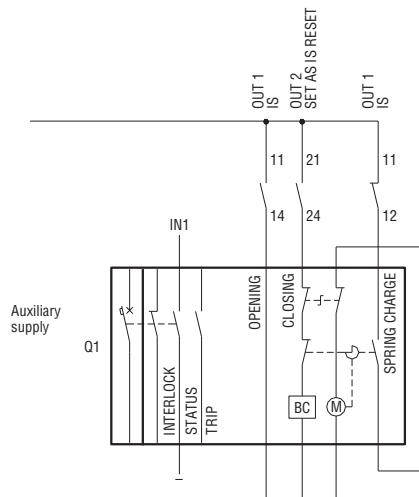 OUT 1
IS
OUT 2
SET AS IS RESET
OUT 1
IS
11
21
11
14
24
12
IN1
Auxiliary
supply
Q1
INTERLOCK
STATUS
TRIP
OPENING
CLOSING
SPRING CHARGE
BC
M